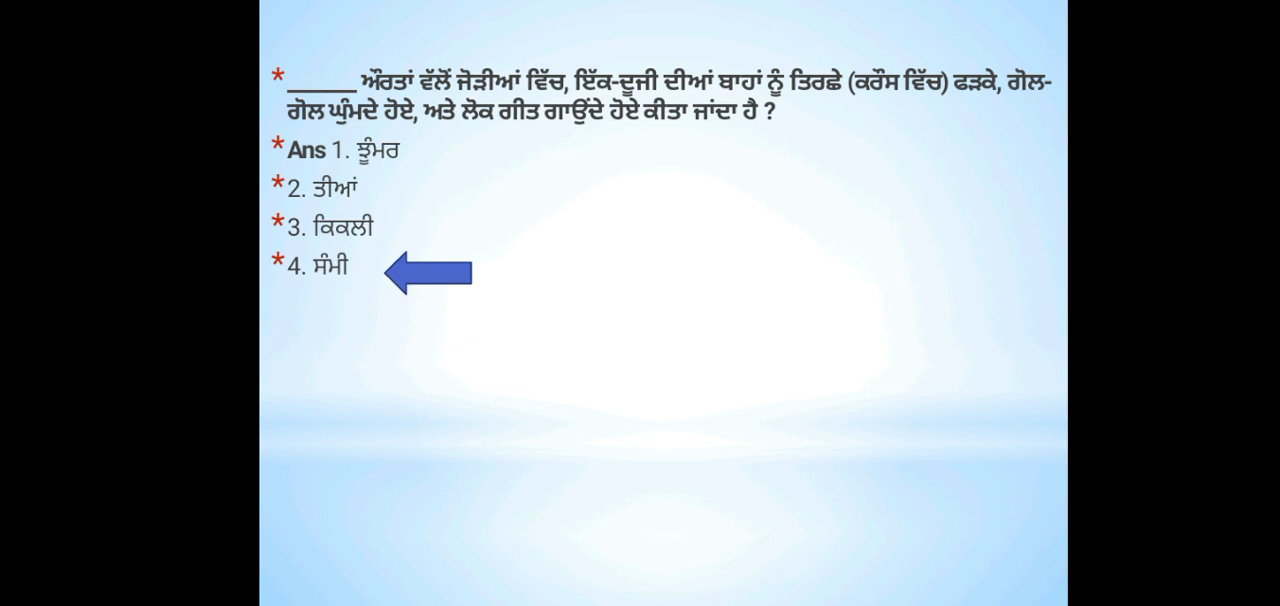 * ______ ਔਰਤਾਂ ਵੱਲੋਂ ਜੋੜੀਆਂ ਵਿੱਚ, ਇੱਕ-ਦੂਜੀ ਦੀਆਂ ਬਾਹਾਂ ਨੂੰ ਤਿਰਛੇ (ਕਰੌਸ ਵਿੱਚ) ਫੜਕੇ, ਗੋਲ-
ਗੋਲ ਘੁੰਮਦੇ ਹੋਏ, ਅਤੇ ਲੋਕ ਗੀਤ ਗਾਉਂਦੇ ਹੋਏ ਕੀਤਾ ਜਾਂਦਾ ਹੈ ?
* Ans 1. ਝੂੰਮਰ
* 2. ਤੀਆਂ
* 3. ਕਿਕਲੀ
* 4. ਸੰਮੀ